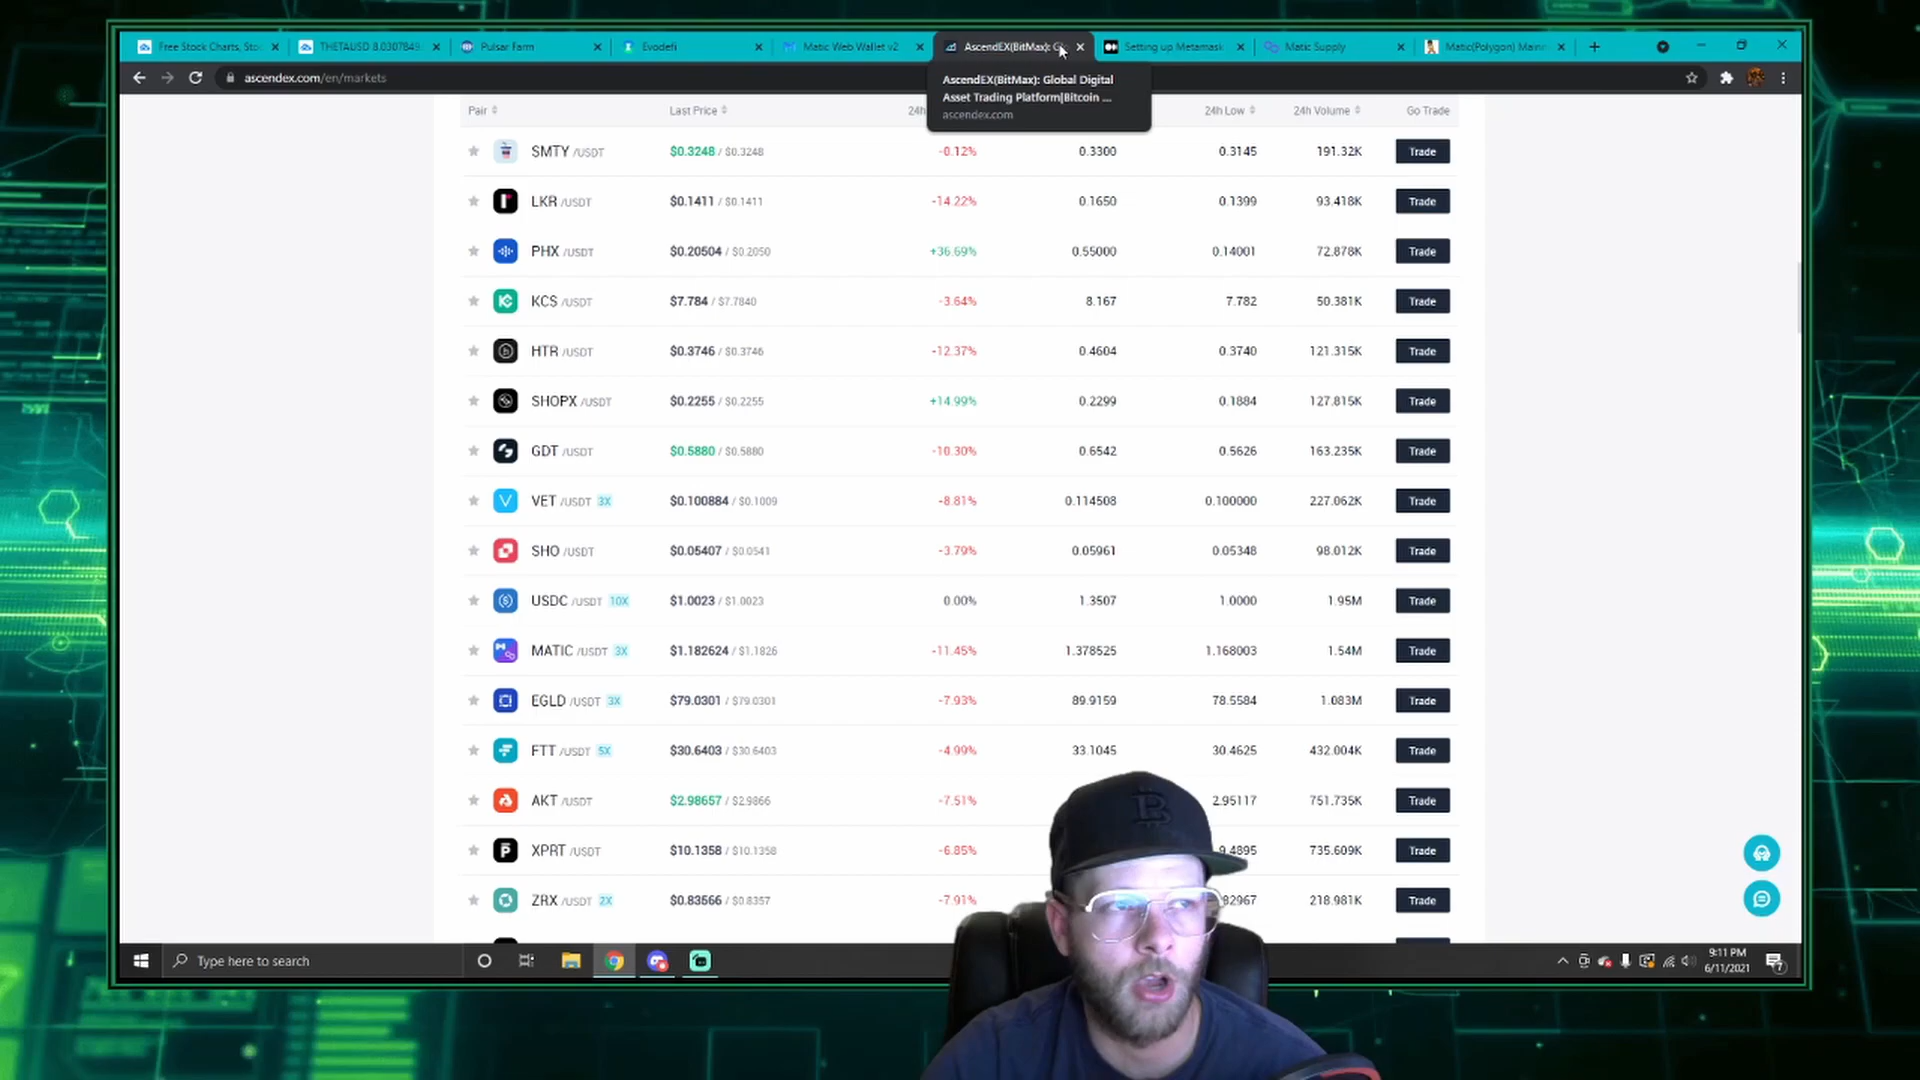 Free Stock Charts, Sto
THETAUSD 8.0307849
Pulsar Farm
Evodefi
Matic Web Wallet v2
AscendEX(BitMax): G
Setting up Metamask
Matic Supply
Matic(Polygon) Mainn
ascendex.com/en/markets
AscendEX(BitMax): Global Digital
Asset Trading Platform|Bitcoin ...
ascendex.com
Pair Last Price 24h 24h Low 24h Volume Go Trade
SMTY /USDT $0.3248 / $0.3248 -0.12% 0.3300 0.3145 191.32K Trade
LKR /USDT $0.1411 / $0.1411 -14.22% 0.1650 0.1399 93.418K Trade
PHX /USDT $0.20504 / $0.2050 +36.69% 0.55000 0.14001 72.878K Trade
KCS /USDT $7.784 / $7.7840 -3.64% 8.167 7.782 50.381K Trade
HTR /USDT $0.3746 / $0.3746 -12.37% 0.4604 0.3740 121.315K Trade
SHOPX /USDT $0.2255 / $0.2255 +14.99% 0.2299 0.1884 127.815K Trade
GDT /USDT $0.5880 / $0.5880 -10.30% 0.6542 0.5626 163.235K Trade
VET /USDT 3X $0.100884 / $0.1009 -8.81% 0.114508 0.100000 227.062K Trade
SHO /USDT $0.05407 / $0.0541 -3.79% 0.05961 0.05348 98.012K Trade
USDC /USDT 10X $1.0023 / $1.0023 0.00% 1.3507 1.0000 1.95M Trade
MATIC /USDT 3X $1.182624 / $1.1826 -11.45% 1.378525 1.168003 1.54M Trade
EGLD /USDT 3X $79.0301 / $79.0301 -7.93% 89.9159 78.5584 1.083M Trade
FTT /USDT 5X $30.6403 / $30.6403 -4.99% 33.1045 30.4625 432.004K Trade
AKT /USDT $2.98657 / $2.9866 -7.51% 2.95117 751.735K Trade
XPRT /USDT $10.1358 / $10.1358 -6.85% 9.4895 735.609K Trade
ZRX /USDT 2X $0.83566 / $0.8357 -7.91% 82967 218.981K Trade
Type here to search
9:11 PM
6/11/2021